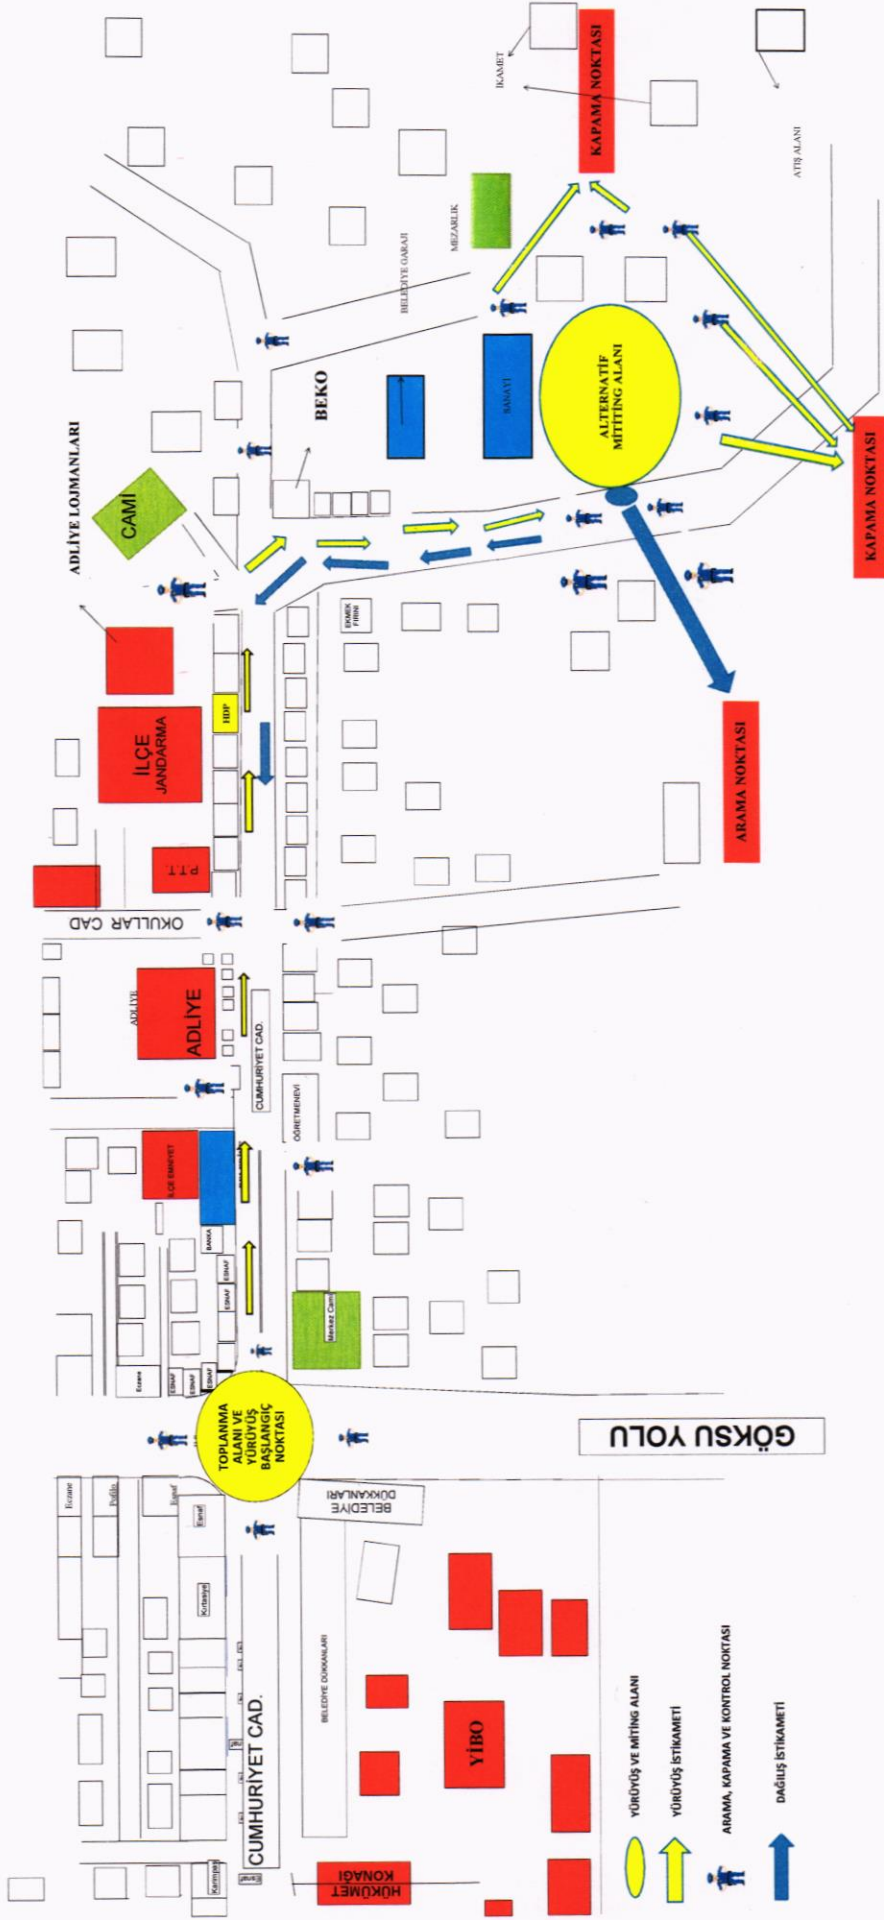 ADLİYE LOJMANLARI
CAMİ
İLÇE
JANDARMA
P.T.T
OKULLAR CAD
HDP
EKMEK
FIRINI
BEKO
BELEDİYE GARAJI
MEZARLIK
SANAYİ
İKAMET
KAPAMA NOKTASI
ATIŞ ALANI
ALTERNATİF
MİTİTİNG ALANI
KAPAMA NOKTASI
ARAMA NOKTASI
ADLİYE
ADLİYE
CUMHURİYET CAD.
ÖĞRETMENEVİ
İLÇE EMNİYET
BANKA
ESNAF
ESNAF
Eczane
ESNAF
ESNAF
ESNAF
Merkez Cami
TOPLANMA
ALANI VE
YÜRÜYÜŞ
BAŞLANGIÇ
NOKTASI
GÖKSU YOLU
Eczane
Esnaf
Esnaf
Kırtasiye
BELEDİYE
DÜKKANLARI
BELEDİYE DÜKKANLARI
CUMHURİYET CAD.
YİBO
HÜKÜMET
KONAĞI
YÜRÜYÜŞ VE MİTİNG ALANI
YÜRÜYÜŞ İSTİKAMETİ
ARAMA, KAPAMA VE KONTROL NOKTASI
DAĞILIŞ İSTİKAMETİ